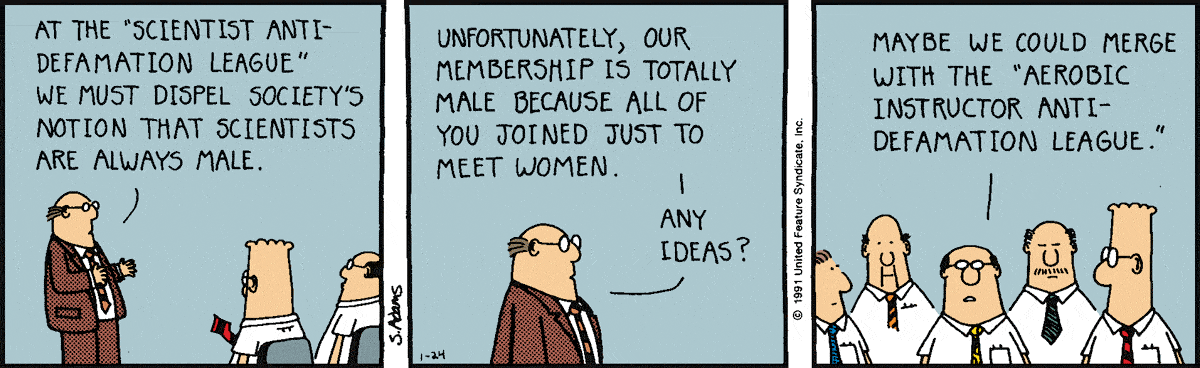 AT THE "SCIENTIST ANTI-
DEFAMATION LEAGUE"
WE MUST DISPEL SOCIETY'S
NOTION THAT SCIENTISTS
ARE ALWAYS MALE.
S.Adams
UNFORTUNATELY, OUR
MEMBERSHIP IS TOTALLY
MALE BECAUSE ALL OF
YOU JOINED JUST TO
MEET WOMEN.
ANY
IDEAS?
1-24
© 1991 United Feature Syndicate, Inc.
MAYBE WE COULD MERGE
WITH THE "AEROBIC
INSTRUCTOR ANTI-
DEFAMATION LEAGUE."